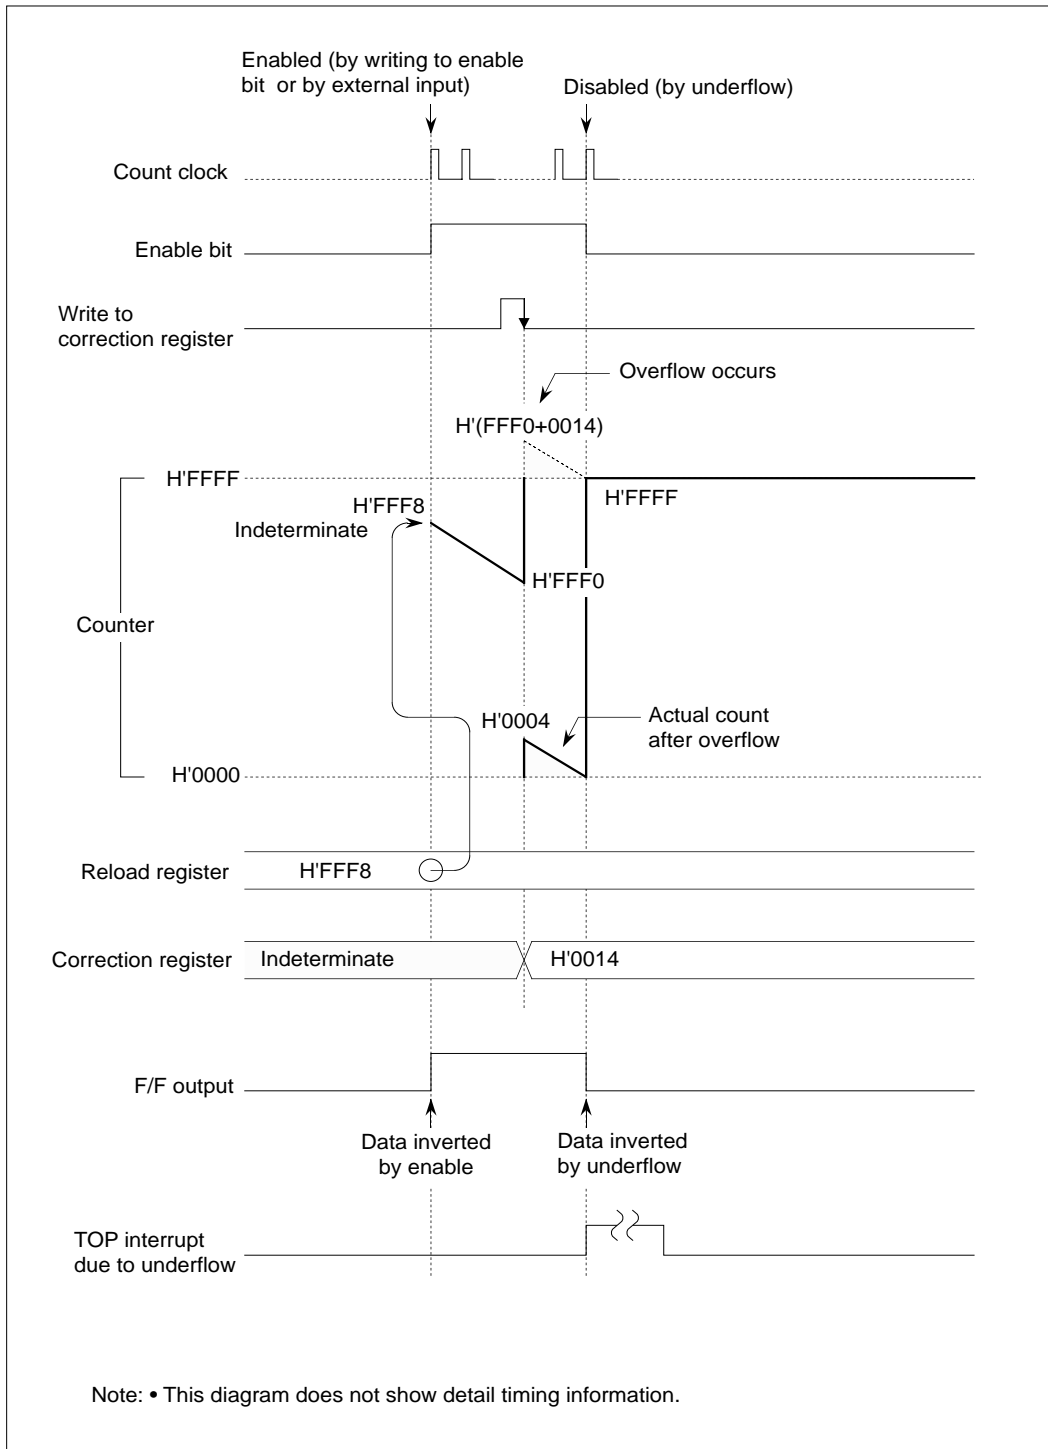 Enabled (by writing to enable
bit or by external input)
Disabled (by underflow)
Count clock
Enable bit
Write to
correction register
Overflow occurs
H'(FFF0+0014)
H'FFFF
H'FFF8
H'FFFF
Indeterminate
H'FFF0
Counter
H'0004
Actual count
after overflow
H'0000
Reload register
H'FFF8
Correction register
Indeterminate
H'0014
F/F output
Data inverted
by enable
Data inverted
by underflow
TOP interrupt
due to underflow
Note: • This diagram does not show detail timing information.